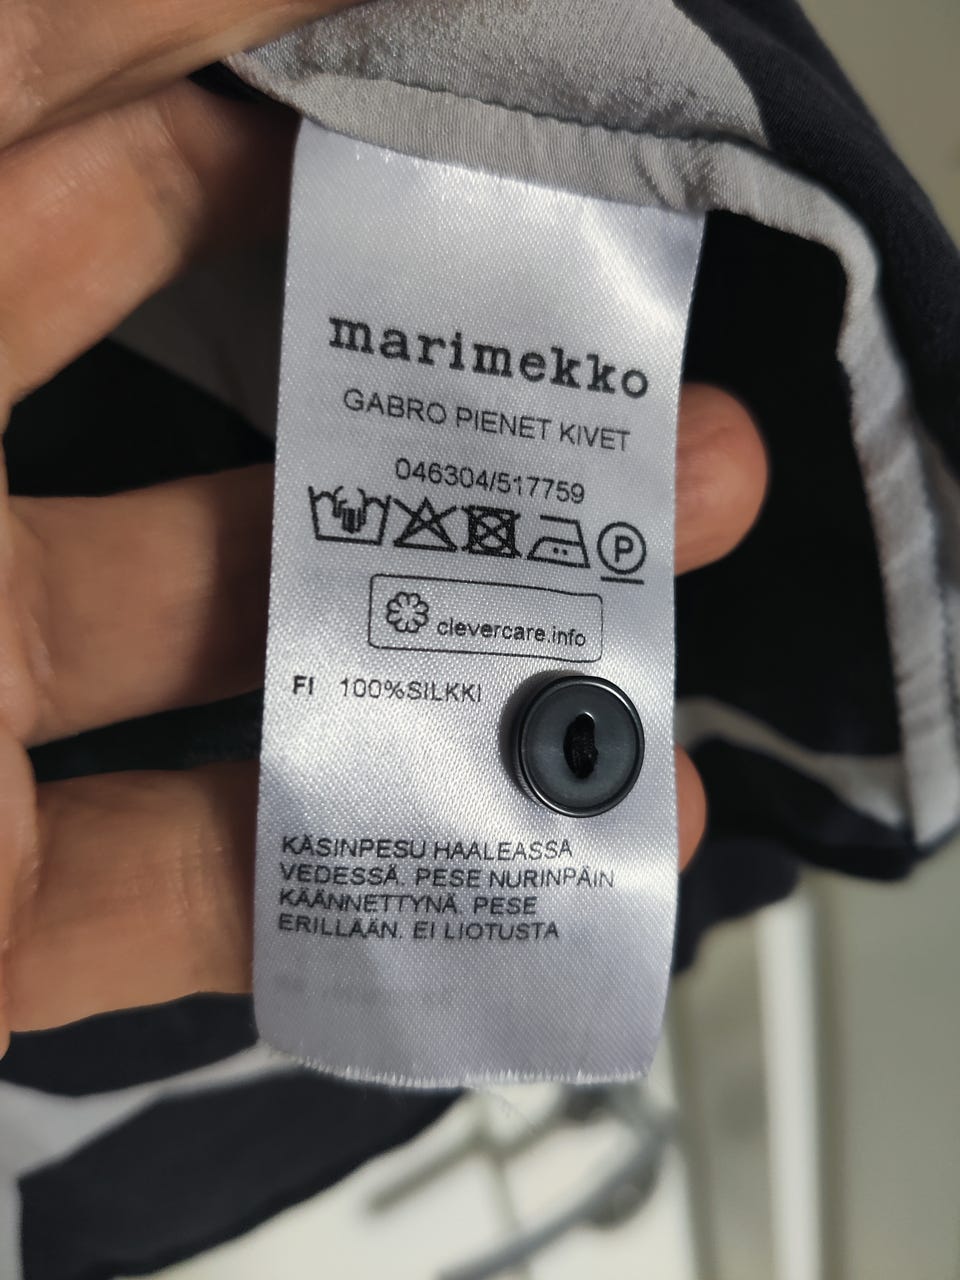 marimekko
GABRO PIENET KIVET
046304/517759
P
clevercare.info
FI 100%SILKKI
KÄSINPESU HAALEASSA
VEDESSÄ. PESE NURINPÄIN
KÄÄNNETTYNÄ. PESE
ERILLÄÄN. EI LIOTUSTA